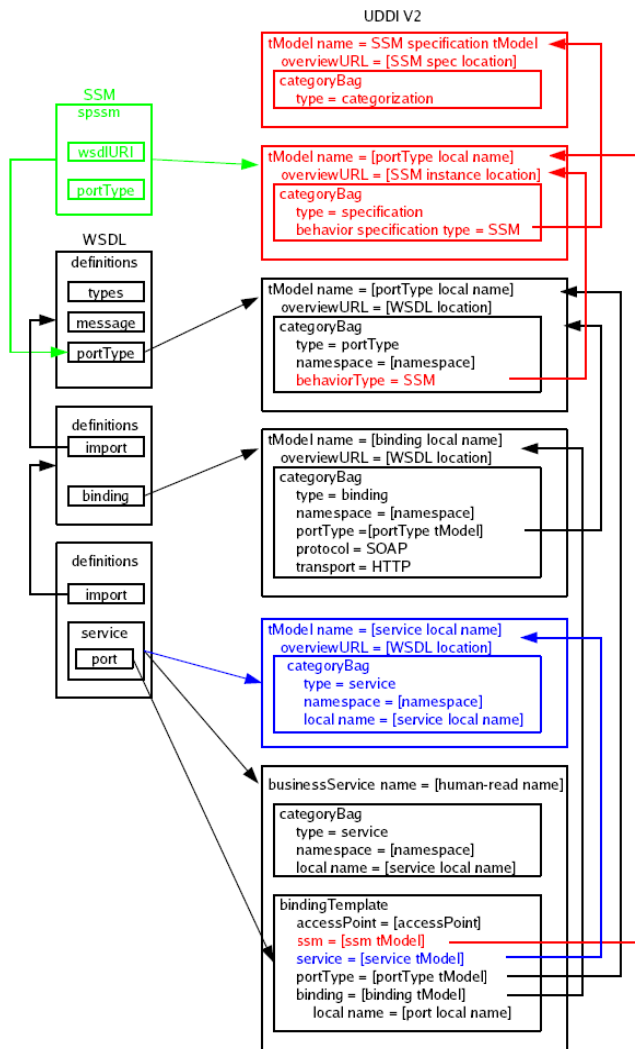 UDDI V2
SSM
spssm
wsdlURI
portType
WSDL
definitions
types
message
portType
definitions
import
binding
definitions
import
service
port
tModel name = SSM specification tModel
overviewURL = [SSM spec location]
categoryBag
type = categorization
tModel name = [portType local name]
overviewURL = [SSM instance location]
categoryBag
type = specification
behavior specification type = SSM
tModel name = [portType local name]
overviewURL = [WSDL location]
categoryBag
type = portType
namespace = [namespace]
behaviorType = SSM
tModel name = [binding local name]
overviewURL = [WSDL location]
categoryBag
type = binding
namespace = [namespace]
portType =[portType tModel]
protocol = SOAP
transport = HTTP
tModel name = [service local name]
overviewURL = [WSDL location]
categoryBag
type = service
namespace = [namespace]
local name = [service local name]
businessService name = [human-read name]
categoryBag
type = service
namespace = [namespace]
local name = [service local name]
bindingTemplate
accessPoint = [accessPoint]
ssm = [ssm tModel]
service = [service tModel]
portType = [portType tModel]
binding = [binding tModel]
local name = [port local name]